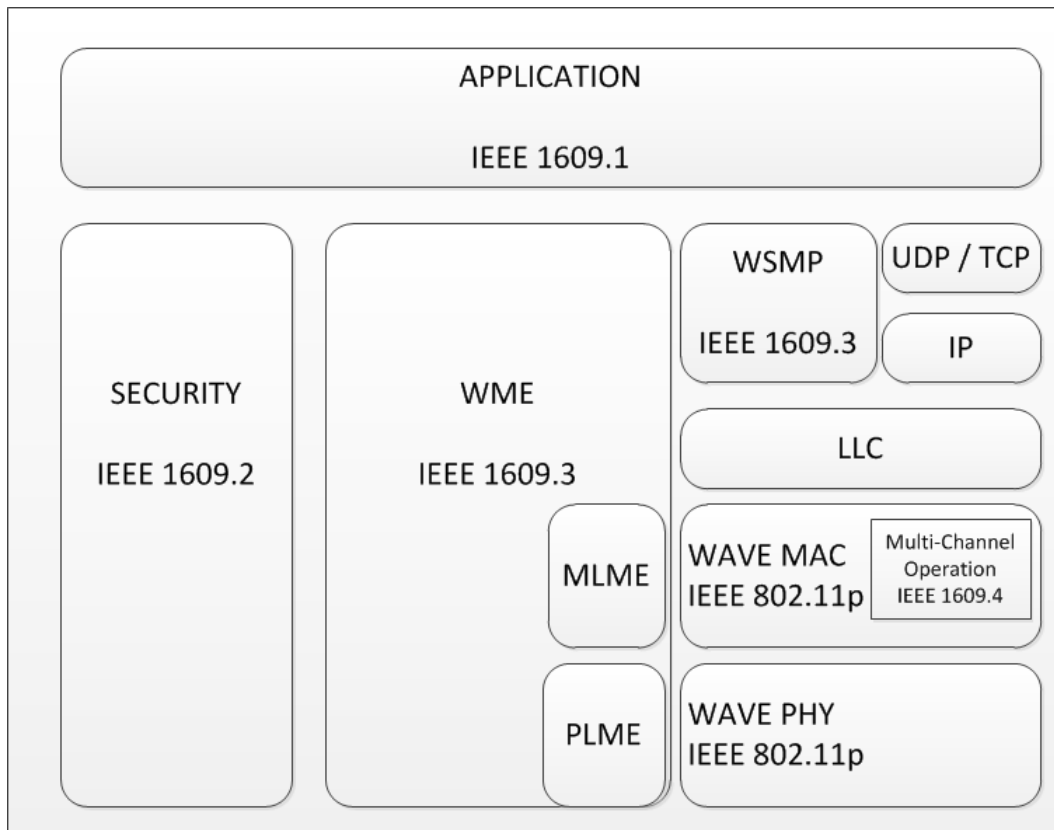 APPLICATION
IEEE 1609.1
SECURITY
IEEE 1609.2
WME
IEEE 1609.3
MLME
PLME
WSMP
IEEE 1609.3
UDP / TCP
IP
LLC
WAVE MAC
IEEE 802.11p
Multi-Channel
Operation
IEEE 1609.4
WAVE PHY
IEEE 802.11p